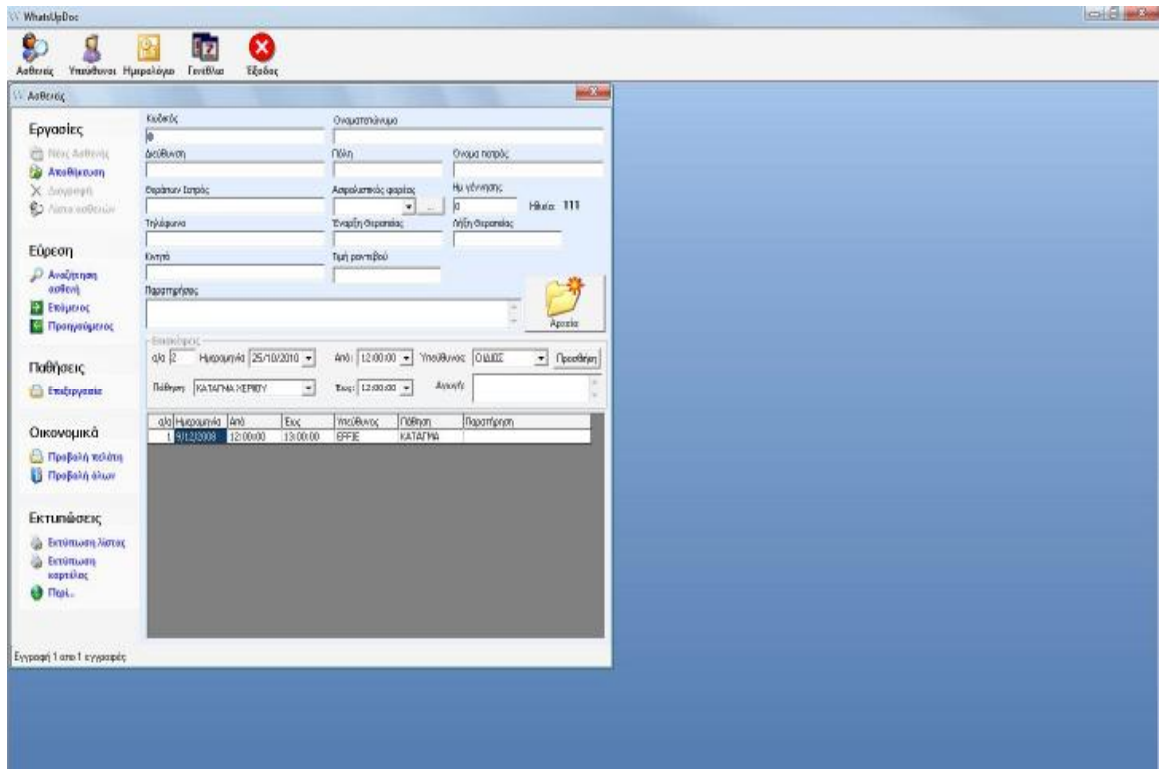 WhatsUpDoc
Ασθενείς Υπεύθυνοι Ημερολόγιο Γενέθλια Έξοδος
Ασθενείς
Εργασίες
Νέος Ασθενής
Αποθήκευση
Διαγραφή
Λίστα ασθενών
Εύρεση
Αναζήτηση
ασθενή
Επόμενος
Προηγούμενος
Παθήσεις
Επεξεργασία
Οικονομικά
Προβολή πελάτη
Προβολή όλων
Εκτυπώσεις
Εκτύπωση λίστας
Εκτύπωση
καρτέλας
Περί...
Κωδικός Ονοματεπώνυμο
0
Διεύθυνση Πόλη Ονομα πατρός
Θεράπων Ιατρός Ασφαλιστικός φορέας Ημ γέννησης
... 0 Ηλικία: 111
Τηλέφωνο Έναρξη Θεραπείας Λήξη Θεραπείας
Κινητό Τιμή ραντεβού
Παρατηρήσεις
Αρχεία
Επισκέψεις
α/α 2 Ημερομηνία 25/10/2010 Από: 12:00:00 Υπεύθυνος Προσθήκη
Πάθηση ΚΑΤΑΓΜΑ ΧΕΡΙΟΥ Έως: 12:00:00 Αγωγή
α/α Ημερομηνία Από Εως Υπεύθυνος Πάθηση Παρατήρηση
1 9/12/2008 12:00:00 13:00:00 EFFIE ΚΑΤΑΓΜΑ
Εγγραφή 1 απο 1 εγγραφές